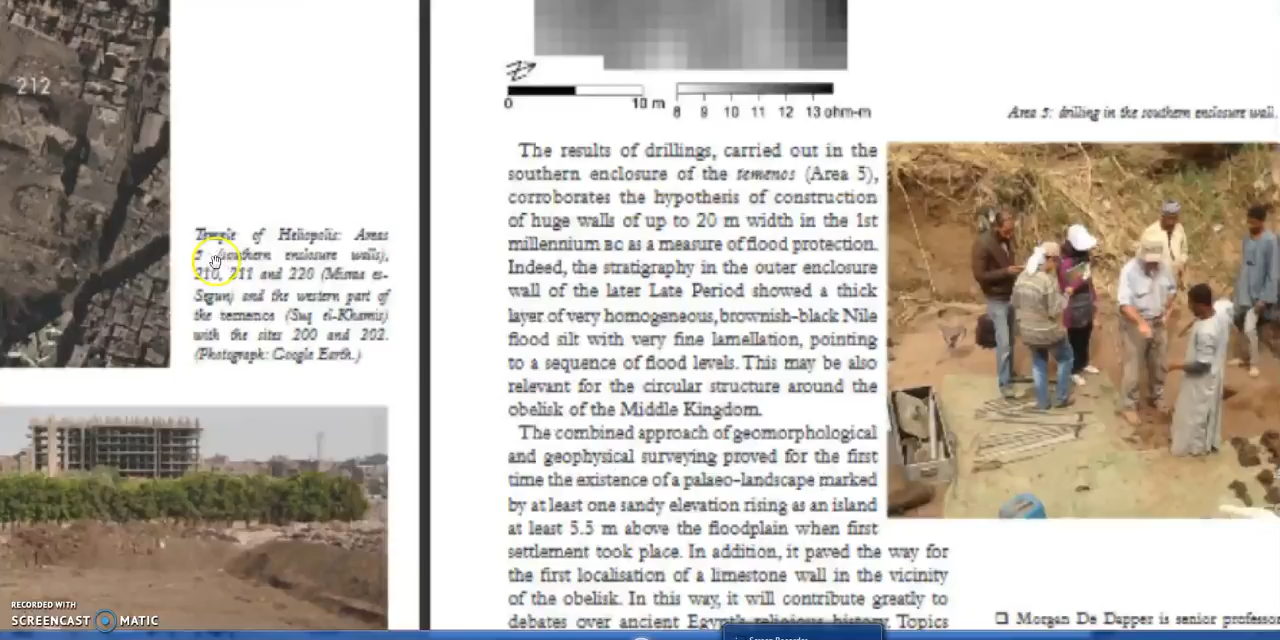 212
Temple of Heliopolis: Areas
5 (southern enclosure walls),
210, 211 and 220 (Misraa es-
Segun) and the western part of
the temenos (Suq el-Khamis)
with the sites 200 and 202.
(Photograph: Google Earth.)
0 10 m
8 9 10 11 12 13 ohm-m
Area 5: drilling in the southern enclosure wall.
The results of drillings, carried out in the
southern enclosure of the temenos (Area 5),
corroborates the hypothesis of construction
of huge walls of up to 20 m width in the 1st
millennium BC as a measure of flood protection.
Indeed, the stratigraphy in the outer enclosure
wall of the later Late Period showed a thick
layer of very homogeneous, brownish-black Nile
flood silt with very fine lamellation, pointing
to a sequence of flood levels. This may be also
relevant for the circular structure around the
obelisk of the Middle Kingdom.
The combined approach of geomorphological
and geophysical surveying proved for the first
time the existence of a palaeo-landscape marked
by at least one sandy elevation rising as an island
at least 5.5 m above the floodplain when first
settlement took place. In addition, it paved the way for
the first localisation of a limestone wall in the vicinity
of the obelisk. In this way, it will contribute greatly to
debates over ancient Egypt's religious history. Topics
❑ Morgan De Dapper is senior professor
RECORDED WITH
SCREENCAST MATIC
Screen Recorder